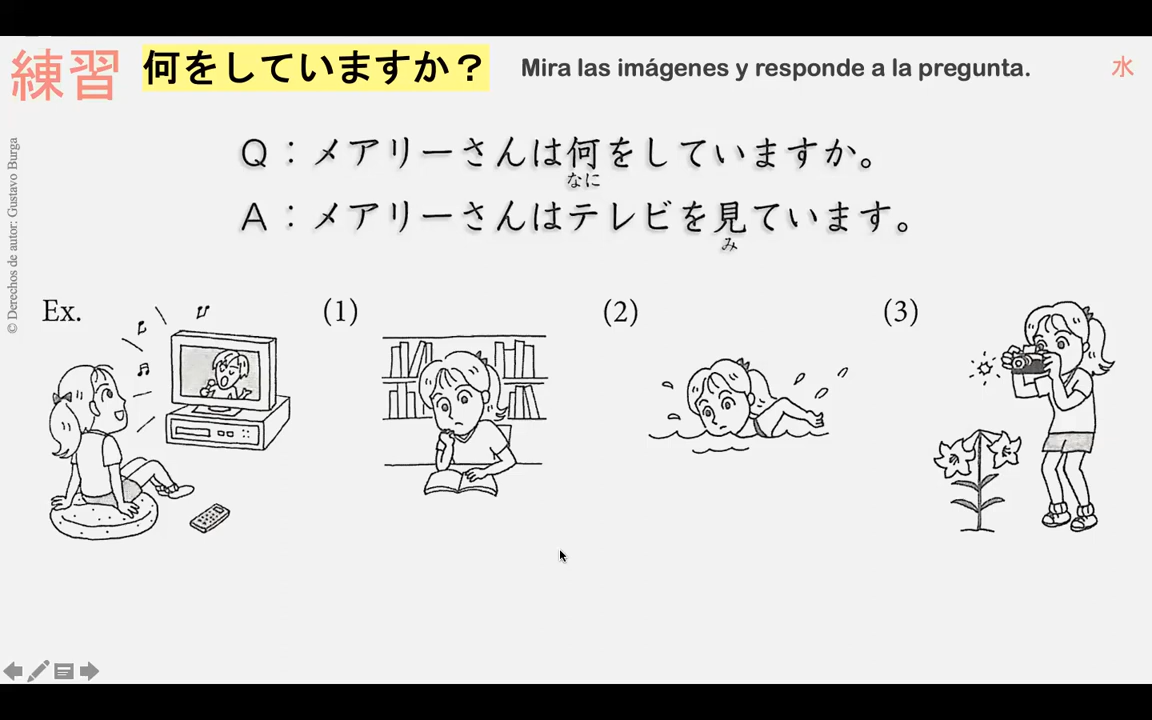 練習
何をしていますか？
Mira las imágenes y responde a la pregunta.
水
© Derechos de autor: Gustavo Burga
Q：メアリーさんは何をしていますか。
なに
A：メアリーさんはテレビを見ています。
み
Ex.
(1)
(2)
(3)